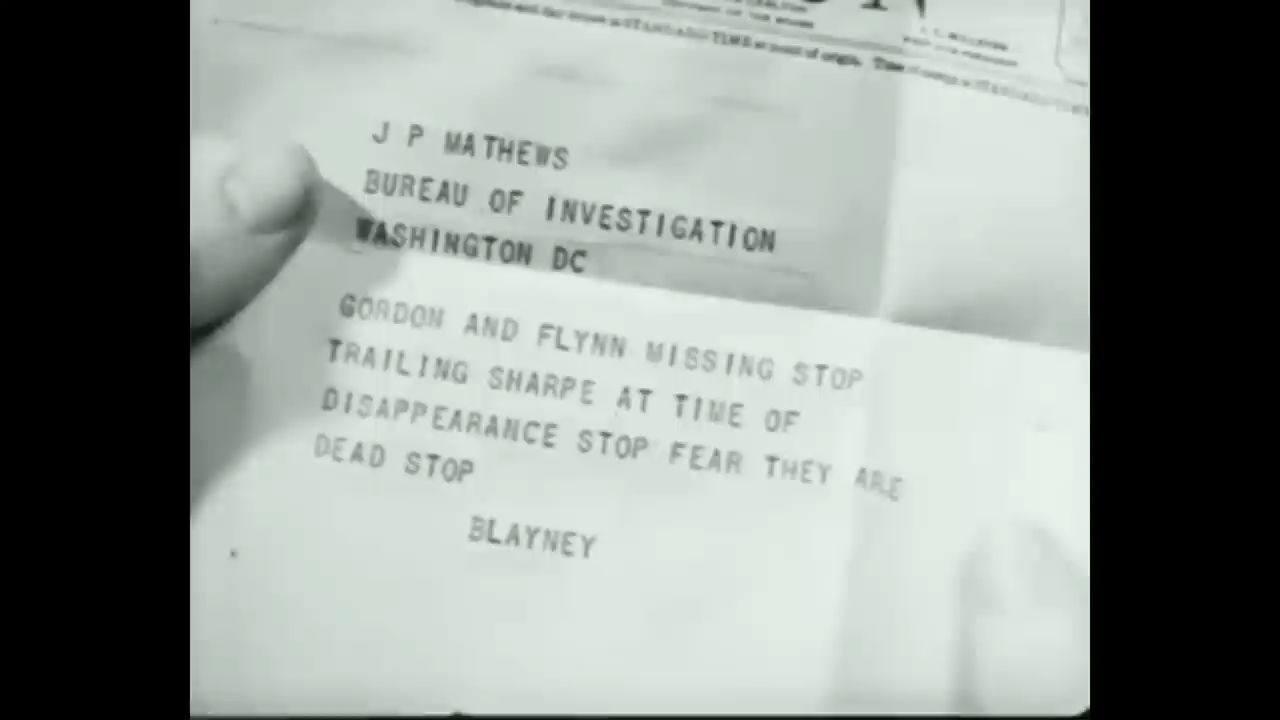 J P MATHEWS
BUREAU OF INVESTIGATION
WASHINGTON DC
GORDON AND FLYNN MISSING STOP
TRAILING SHARPE AT TIME OF
DISAPPEARANCE STOP FEAR THEY ARE
DEAD STOP
BLAYNEY